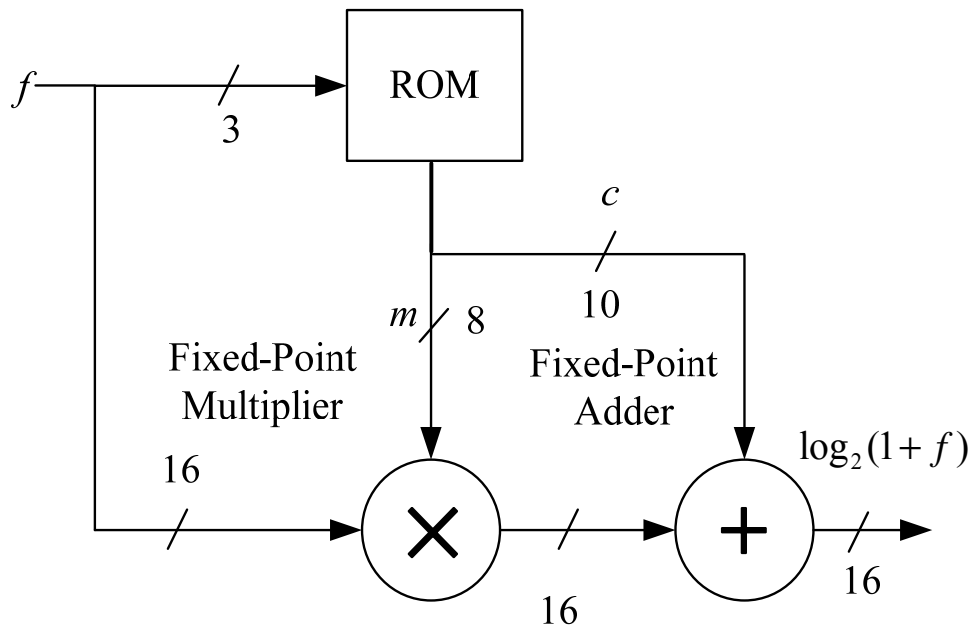 f
ROM
3
c
10
m
8
Fixed-Point
Multiplier
Fixed-Point
Adder
log₂(1+f)
16
×
+
16
16